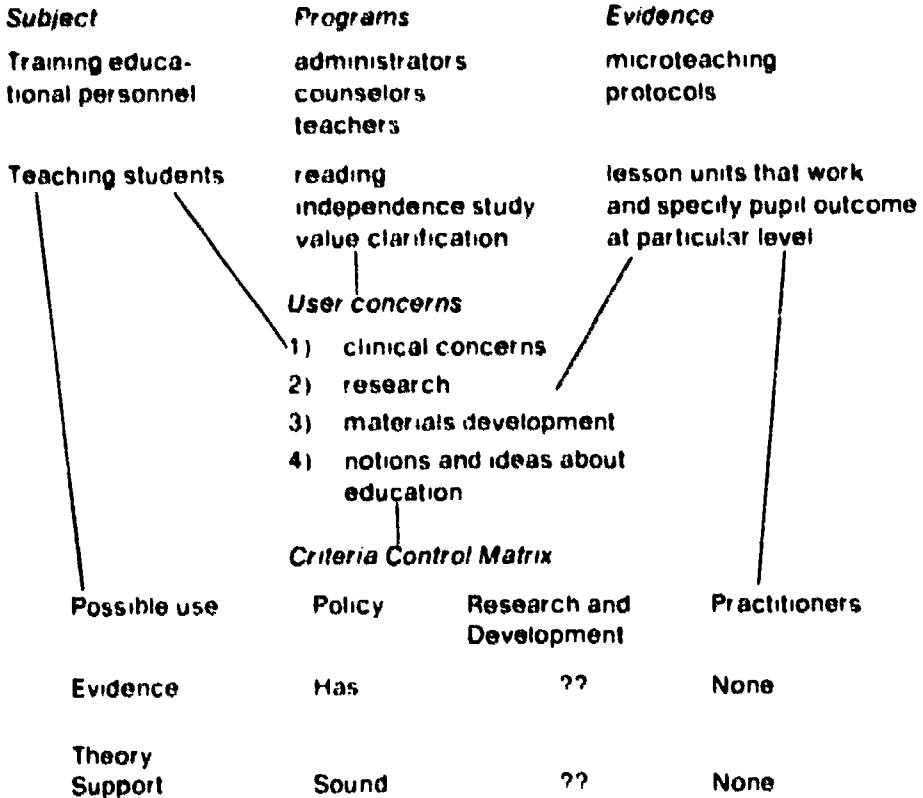 Subject Programs Evidence
Training educa- administrators microteaching
tional personnel counselors protocols
teachers
Teaching students reading lesson units that work
independence study and specify pupil outcome
value clarification at particular level
User concerns
1) clinical concerns
2) research
3) materials development
4) notions and ideas about
education
Criteria Control Matrix
Possible use Policy Research and Practitioners
Development
Evidence Has ?? None
Theory
Support Sound ?? None